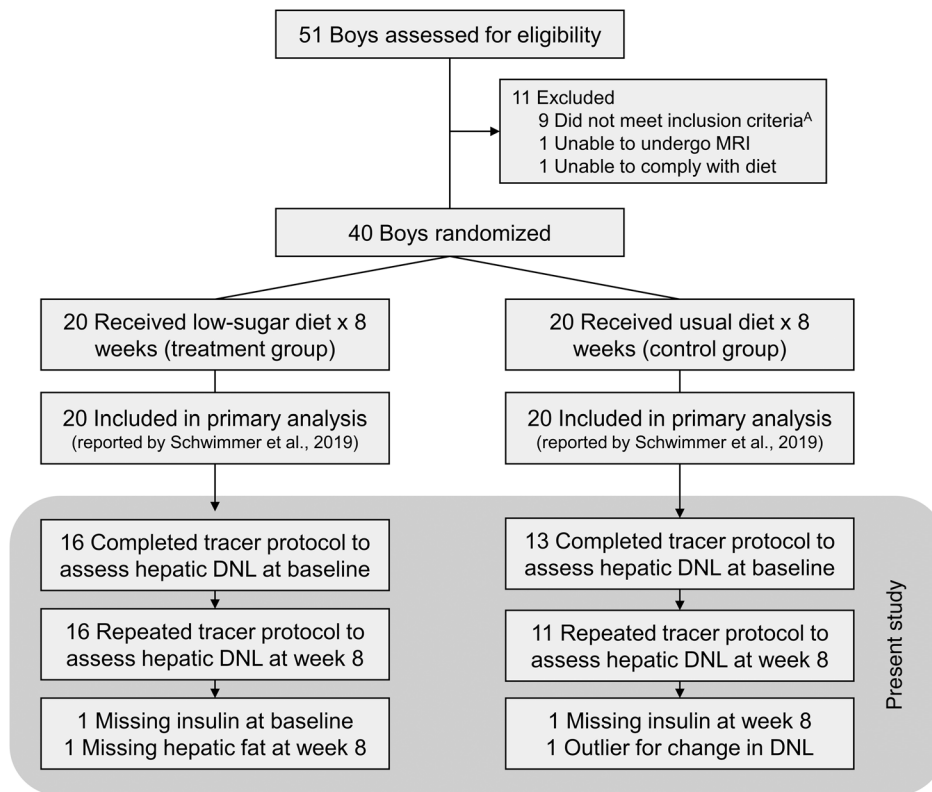 51 Boys assessed for eligibility
11 Excluded
9 Did not meet inclusion criteriaᴬ
1 Unable to undergo MRI
1 Unable to comply with diet
40 Boys randomized
20 Received low-sugar diet x 8
weeks (treatment group)
20 Received usual diet x 8
weeks (control group)
20 Included in primary analysis
(reported by Schwimmer et al., 2019)
20 Included in primary analysis
(reported by Schwimmer et al., 2019)
16 Completed tracer protocol to
assess hepatic DNL at baseline
13 Completed tracer protocol to
assess hepatic DNL at baseline
16 Repeated tracer protocol to
assess hepatic DNL at week 8
11 Repeated tracer protocol to
assess hepatic DNL at week 8
1 Missing insulin at baseline
1 Missing hepatic fat at week 8
1 Missing insulin at week 8
1 Outlier for change in DNL
Present study